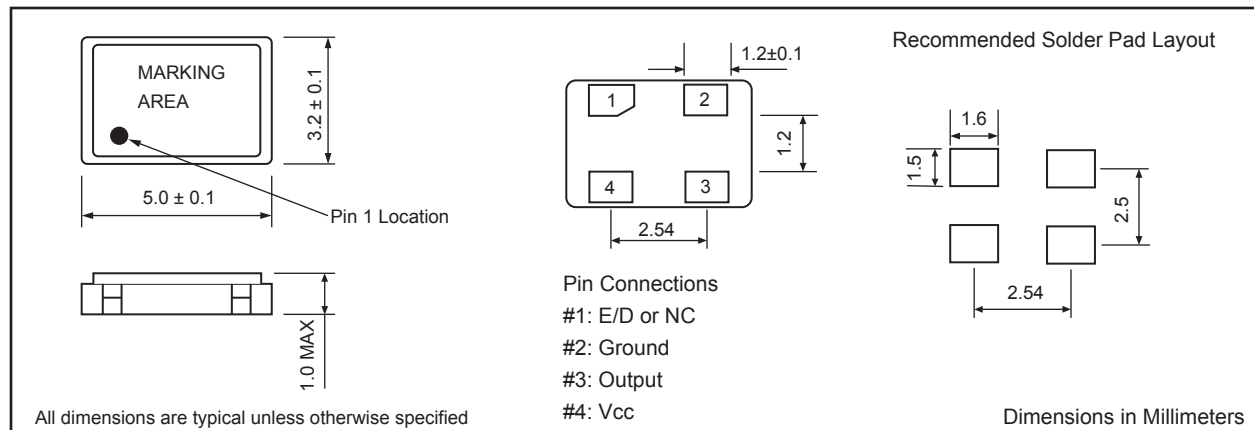 MARKING
AREA
3.2 ± 0.1
5.0 ± 0.1
Pin 1 Location
1.0 MAX
All dimensions are typical unless otherwise specified
1.2±0.1
1
2
1.2
4
3
2.54
Pin Connections
#1: E/D or NC
#2: Ground
#3: Output
#4: Vcc
Recommended Solder Pad Layout
1.6
1.5
2.5
2.54
Dimensions in Millimeters